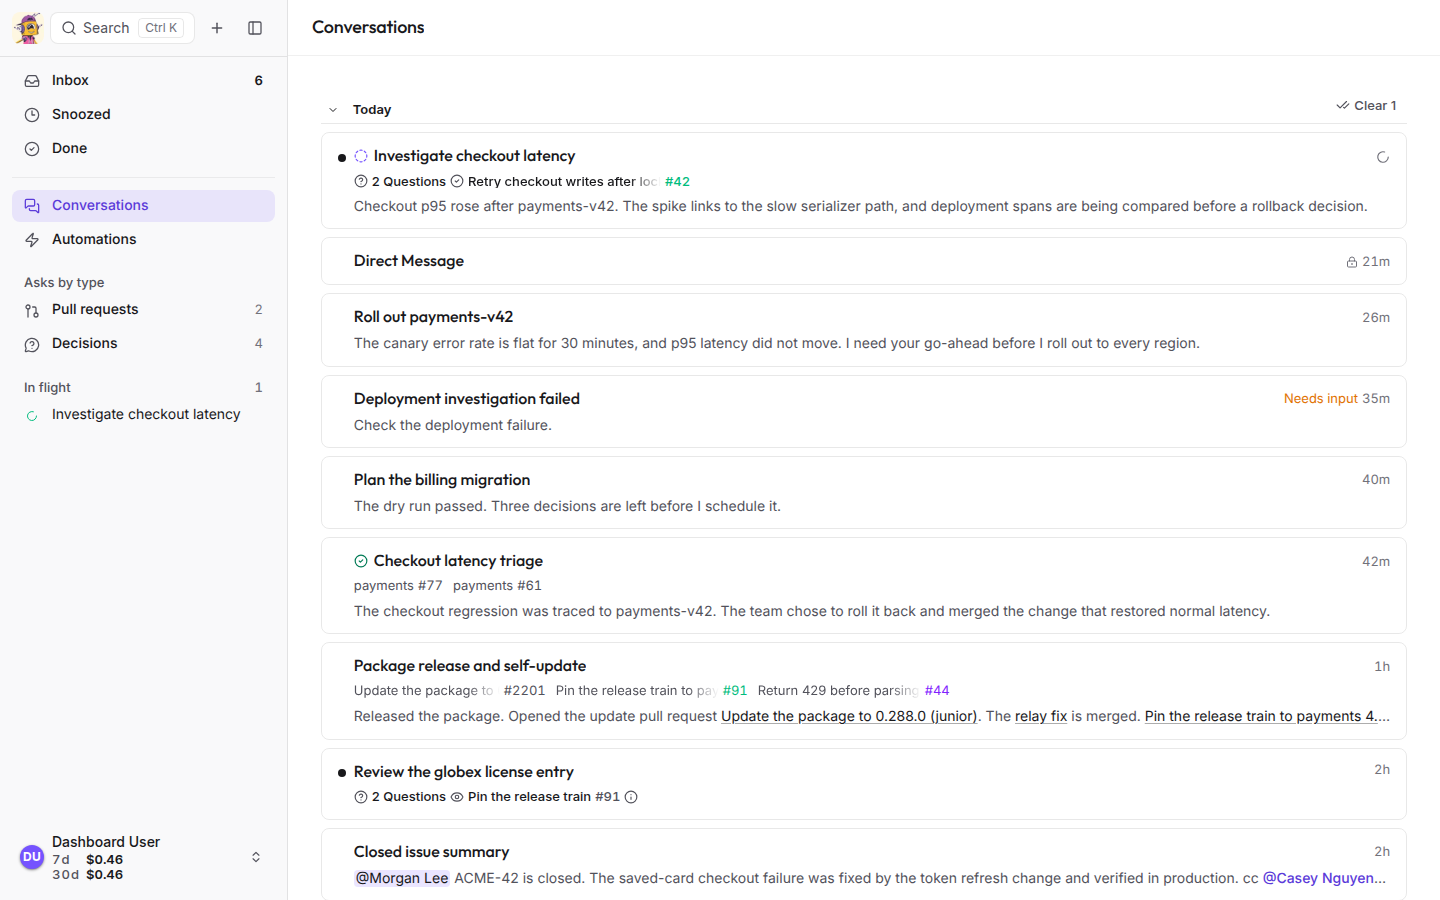 Search Ctrl K
Conversations
Inbox 6
Snoozed
Done
Conversations
Automations
Asks by type
Pull requests 2
Decisions 4
In flight 1
Investigate checkout latency
Dashboard User
DU
7d $0.46
30d $0.46
Today Clear 1
Investigate checkout latency
2 Questions Retry checkout writes after loc #42
Checkout p95 rose after payments-v42. The spike links to the slow serializer path, and deployment spans are being compared before a rollback decision.
Direct Message 21m
Roll out payments-v42 26m
The canary error rate is flat for 30 minutes, and p95 latency did not move. I need your go-ahead before I roll out to every region.
Deployment investigation failed Needs input 35m
Check the deployment failure.
Plan the billing migration 40m
The dry run passed. Three decisions are left before I schedule it.
Checkout latency triage 42m
payments #77 payments #61
The checkout regression was traced to payments-v42. The team chose to roll it back and merged the change that restored normal latency.
Package release and self-update 1h
Update the package to #2201 Pin the release train to pay #91 Return 429 before parsing #44
Released the package. Opened the update pull request Update the package to 0.288.0 (junior). The relay fix is merged. Pin the release train to payments 4....
Review the globex license entry 2h
2 Questions Pin the release train #91
Closed issue summary 2h
@Morgan Lee ACME-42 is closed. The saved-card checkout failure was fixed by the token refresh change and verified in production. cc @Casey Nguyen...